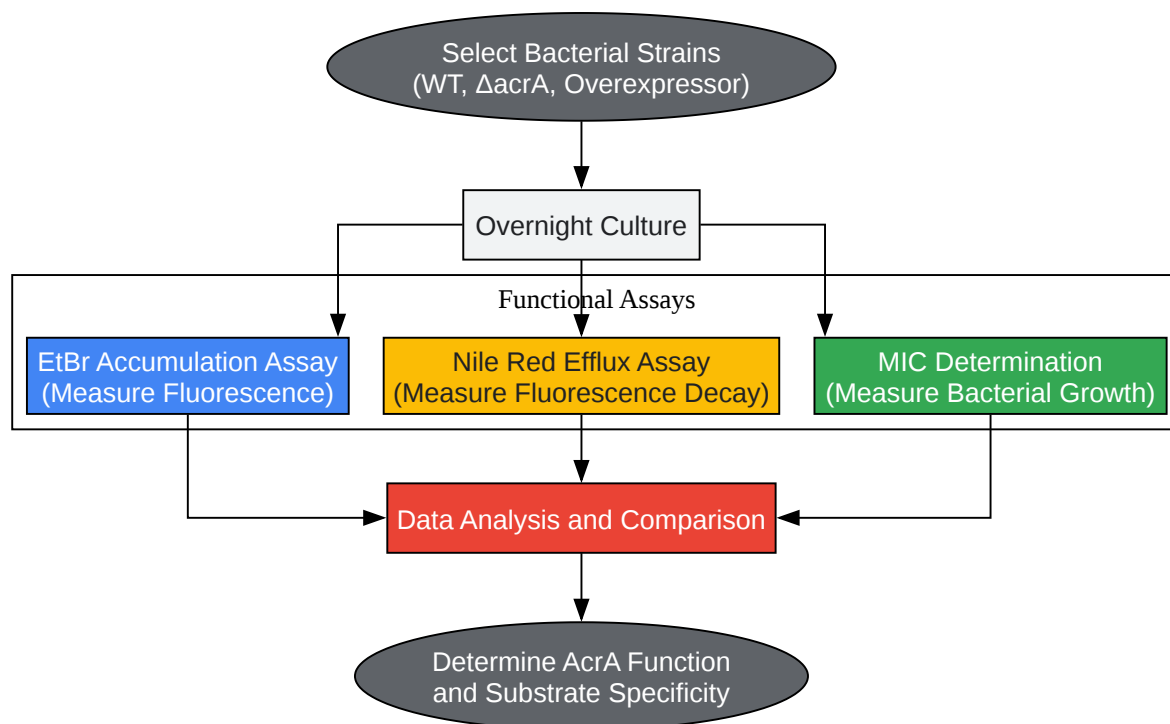 Select Bacterial Strains
(WT, ΔacrA, Overexpressor)
Overnight Culture
Functional Assays
EtBr Accumulation Assay
(Measure Fluorescence)
Nile Red Efflux Assay
(Measure Fluorescence Decay)
MIC Determination
(Measure Bacterial Growth)
Data Analysis and Comparison
Determine AcrA Function
and Substrate Specificity